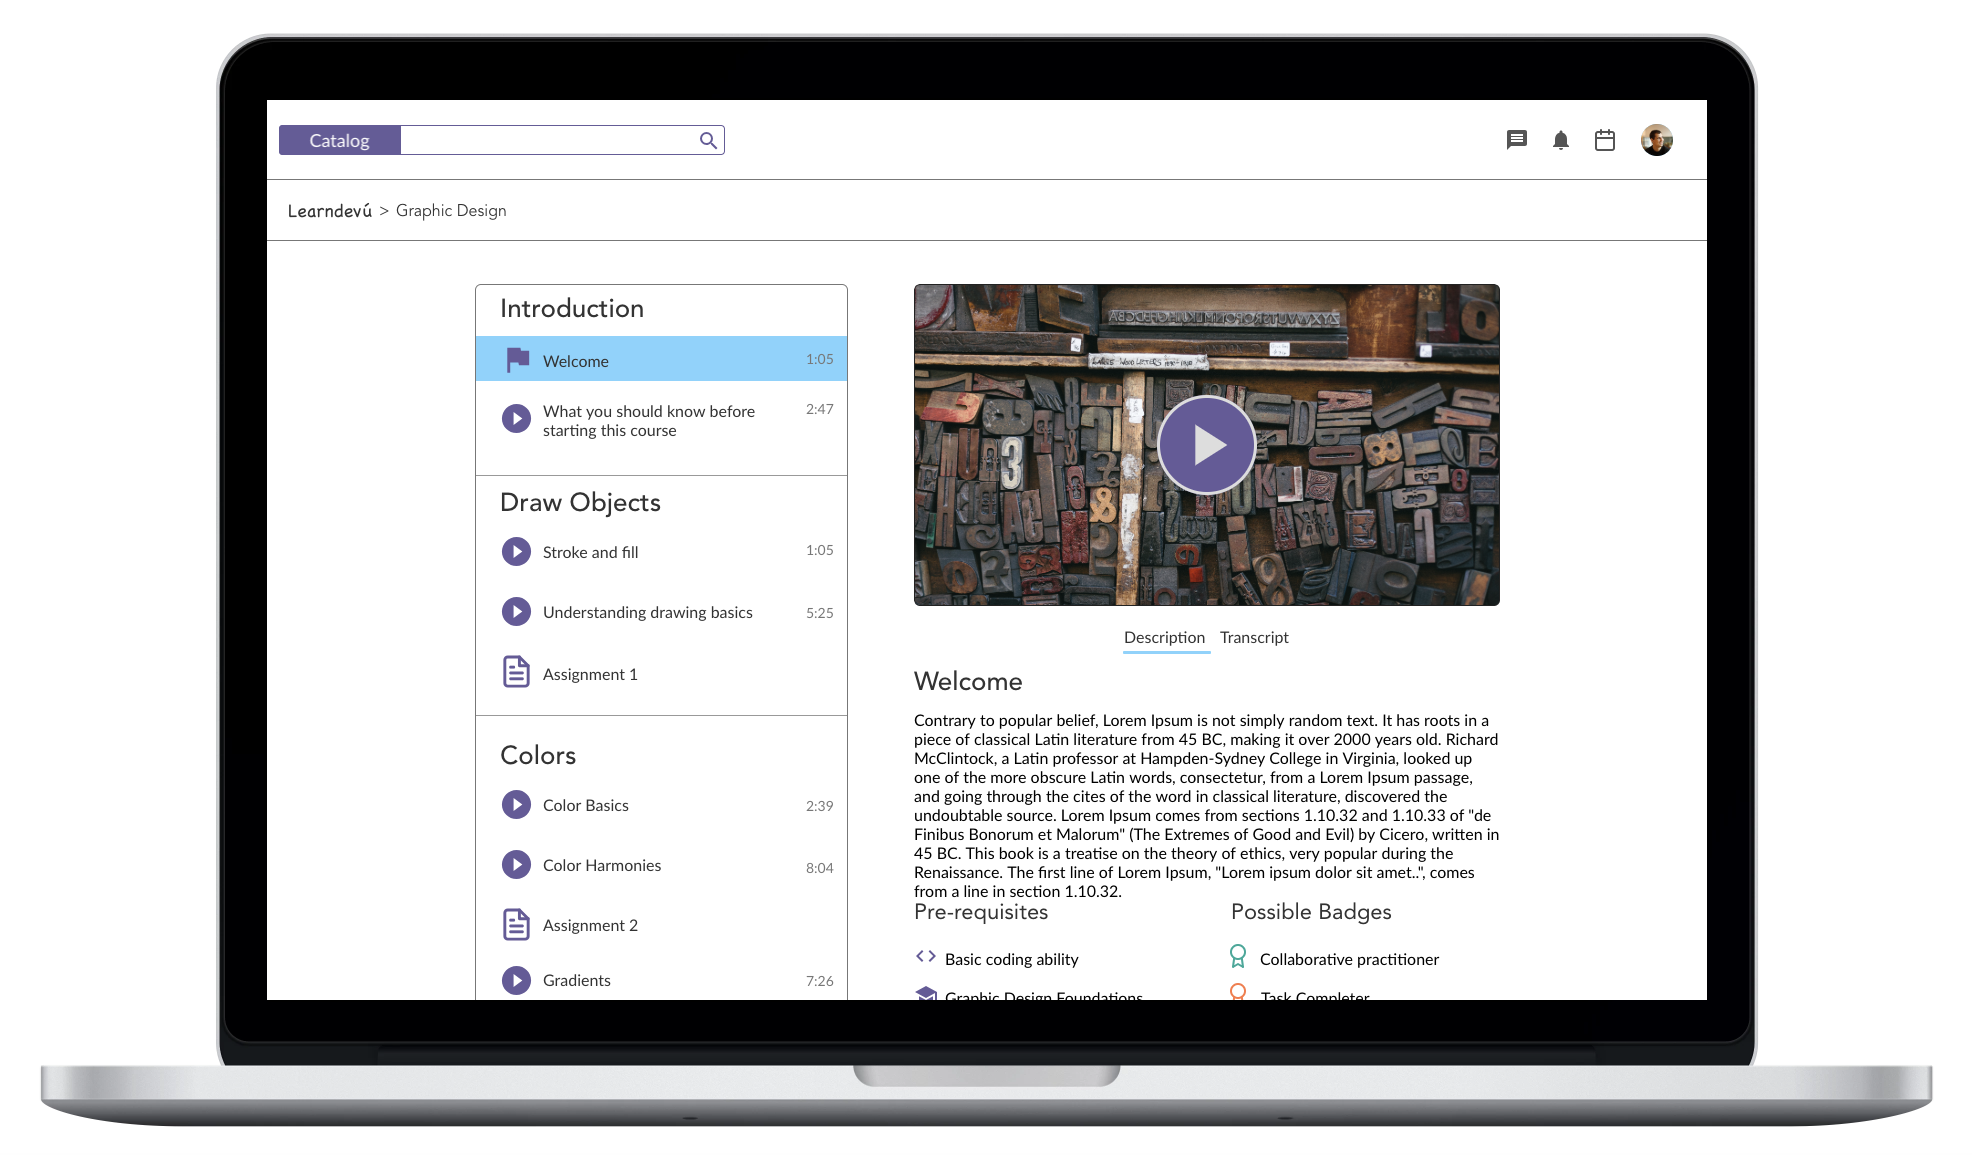 Catalog
Learndevú > Graphic Design
Introduction
Welcome 1:05
What you should know before 2:47
starting this course
Draw Objects
Stroke and fill 1:05
Understanding drawing basics 5:25
Assignment 1
Colors
Color Basics 2:39
Color Harmonies 8:04
Assignment 2
Gradients 7:26
Description Transcript
Welcome
Contrary to popular belief, Lorem Ipsum is not simply random text. It has roots in a
piece of classical Latin literature from 45 BC, making it over 2000 years old. Richard
McClintock, a Latin professor at Hampden-Sydney College in Virginia, looked up
one of the more obscure Latin words, consectetur, from a Lorem Ipsum passage,
and going through the cites of the word in classical literature, discovered the
undoubtable source. Lorem Ipsum comes from sections 1.10.32 and 1.10.33 of "de
Finibus Bonorum et Malorum" (The Extremes of Good and Evil) by Cicero, written in
45 BC. This book is a treatise on the theory of ethics, very popular during the
Renaissance. The first line of Lorem Ipsum, "Lorem ipsum dolor sit amet..", comes
from a line in section 1.10.32.
Pre-requisites Possible Badges
Basic coding ability Collaborative practitioner
Graphic Design Foundations Task Completer